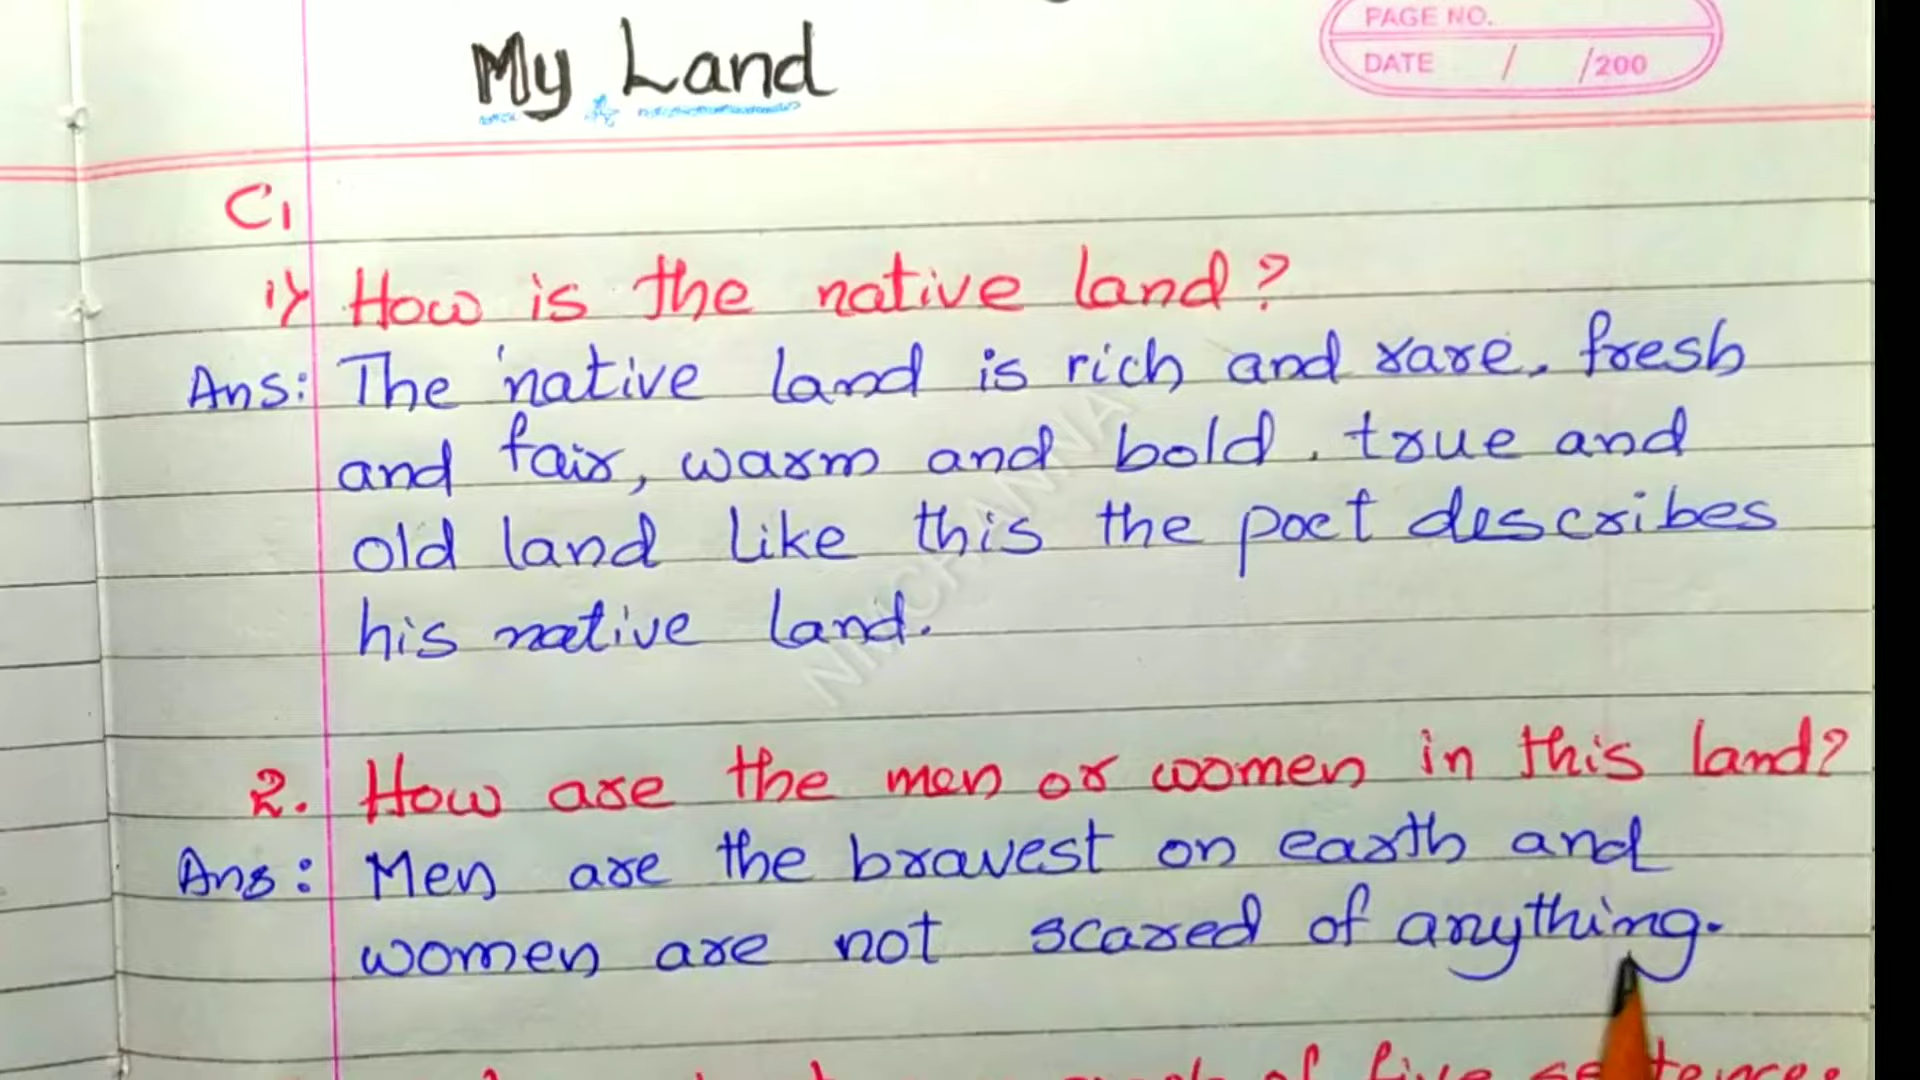 My Land
PAGE NO.
DATE / /200
C1
1) How is the native land?
Ans: The native land is rich and rare, fresh
and fair, warm and bold, true and
old land like this the poet describes
his native land.
2. How are the men or women in this land?
Ans: Men are the bravest on earth and
women are not scared of anything.
of five sentences